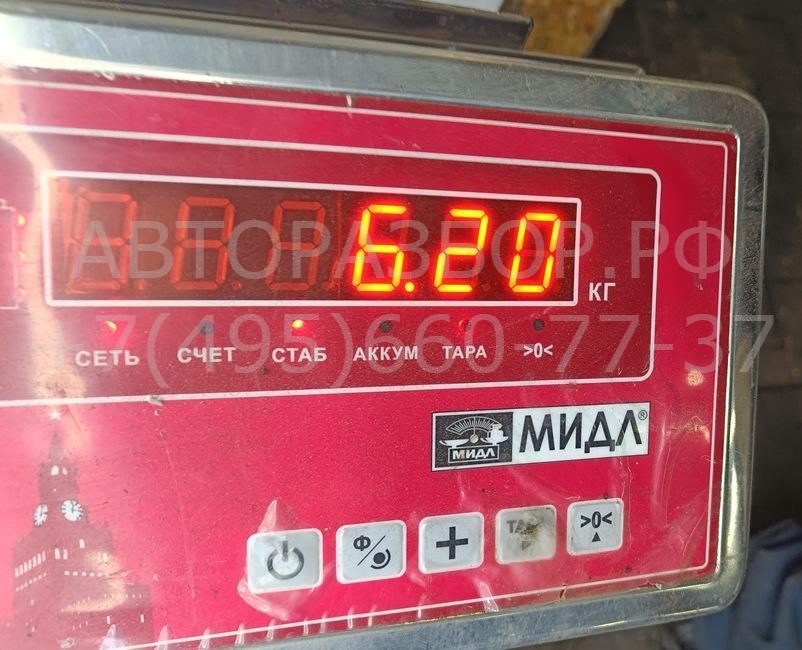 6.20 КГ
АВТОРАЗБОР.РФ
+7(495)660-77-37
СЕТЬ СЧЕТ СТАБ АККУМ ТАРА >0<
МИДЛ МИДЛ®
Ф
+
>0<